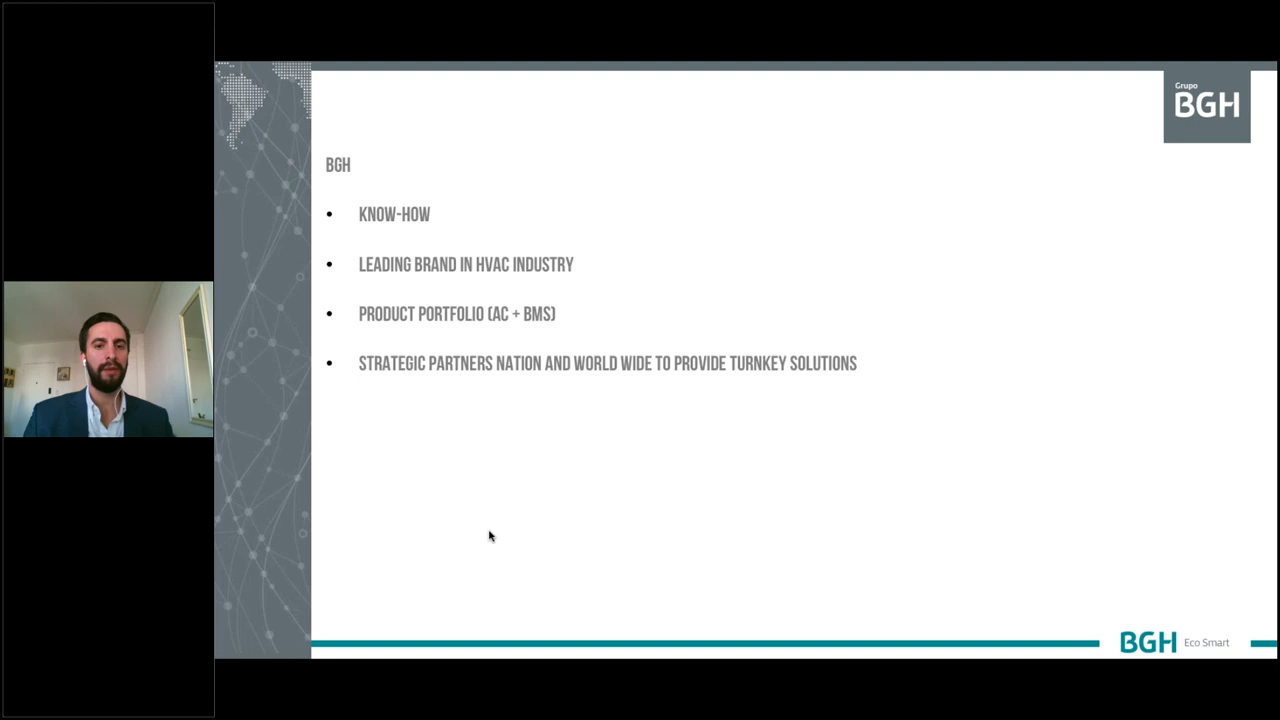 Grupo
BGH
BGH
KNOW-HOW
LEADING BRAND IN HVAC INDUSTRY
PRODUCT PORTFOLIO (AC + BMS)
STRATEGIC PARTNERS NATION AND WORLD WIDE TO PROVIDE TURNKEY SOLUTIONS
BGH Eco Smart